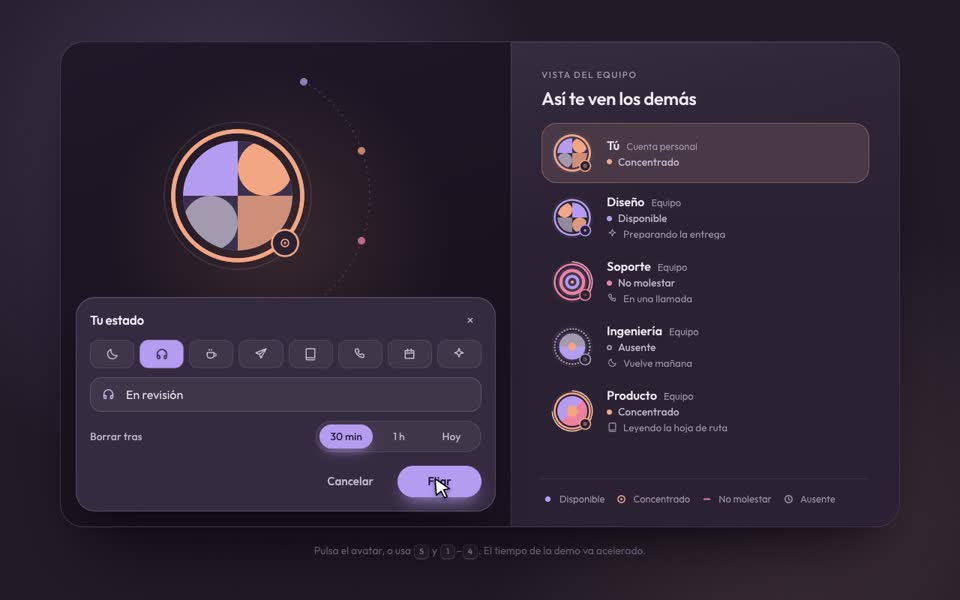 VISTA DEL EQUIPO
Así te ven los demás
Tú Cuenta personal
Concentrado
Diseño Equipo
Disponible
Preparando la entrega
Soporte Equipo
No molestar
En una llamada
Ingeniería Equipo
Ausente
Vuelve mañana
Producto Equipo
Concentrado
Leyendo la hoja de ruta
Disponible Concentrado No molestar Ausente
Tu estado
En revisión
Borrar tras 30 min 1 h Hoy
Cancelar
Pulsa el avatar, o usa S y 1 – 4. El tiempo de la demo va acelerado.